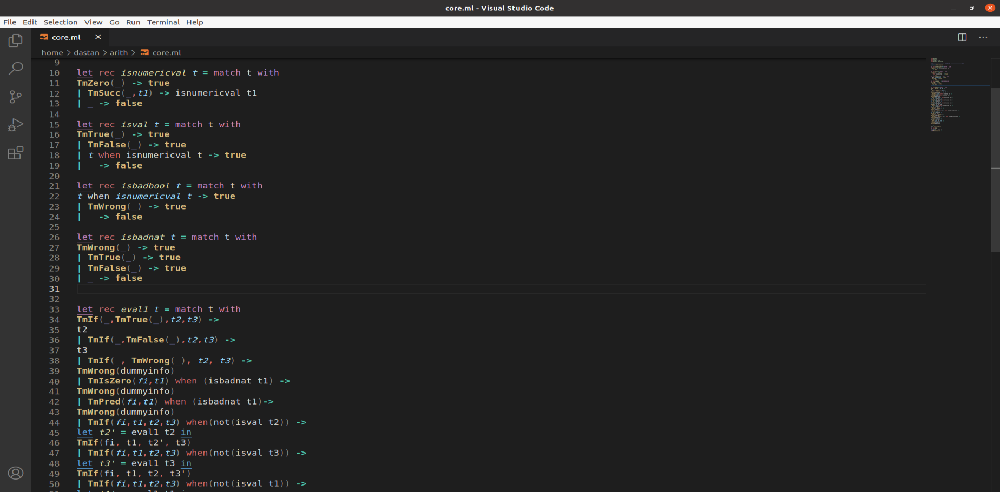 core.ml - Visual Studio Code
File Edit Selection View Go Run Terminal Help
core.ml
home > dastan > arith > core.ml
9
10 let rec isnumericval t = match t with
11 TmZero(_) -> true
12 | TmSucc(_,t1) -> isnumericval t1
13 | _ -> false
14
15 let rec isval t = match t with
16 TmTrue(_) -> true
17 | TmFalse(_) -> true
18 | t when isnumericval t -> true
19 | _ -> false
20
21 let rec isbadbool t = match t with
22 t when isnumericval t -> true
23 | TmWrong(_) -> true
24 | _ -> false
25
26 let rec isbadnat t = match t with
27 TmWrong(_) -> true
28 | TmTrue(_) -> true
29 | TmFalse(_) -> true
30 | _ -> false
31
32
33 let rec eval1 t = match t with
34 TmIf(_,TmTrue(_),t2,t3) ->
35 t2
36 | TmIf(_,TmFalse(_),t2,t3) ->
37 t3
38 | TmIf(_, TmWrong(_), t2, t3) ->
39 TmWrong(dummyinfo)
40 | TmIsZero(fi,t1) when (isbadnat t1) ->
41 TmWrong(dummyinfo)
42 | TmPred(fi,t1) when (isbadnat t1)->
43 TmWrong(dummyinfo)
44 | TmIf(fi,t1,t2,t3) when(not(isval t2)) ->
45 let t2' = eval1 t2 in
46 TmIf(fi, t1, t2', t3)
47 | TmIf(fi,t1,t2,t3) when(not(isval t3)) ->
48 let t3' = eval1 t3 in
49 TmIf(fi, t1, t2, t3')
50 | TmIf(fi,t1,t2,t3) when(not(isval t1)) ->